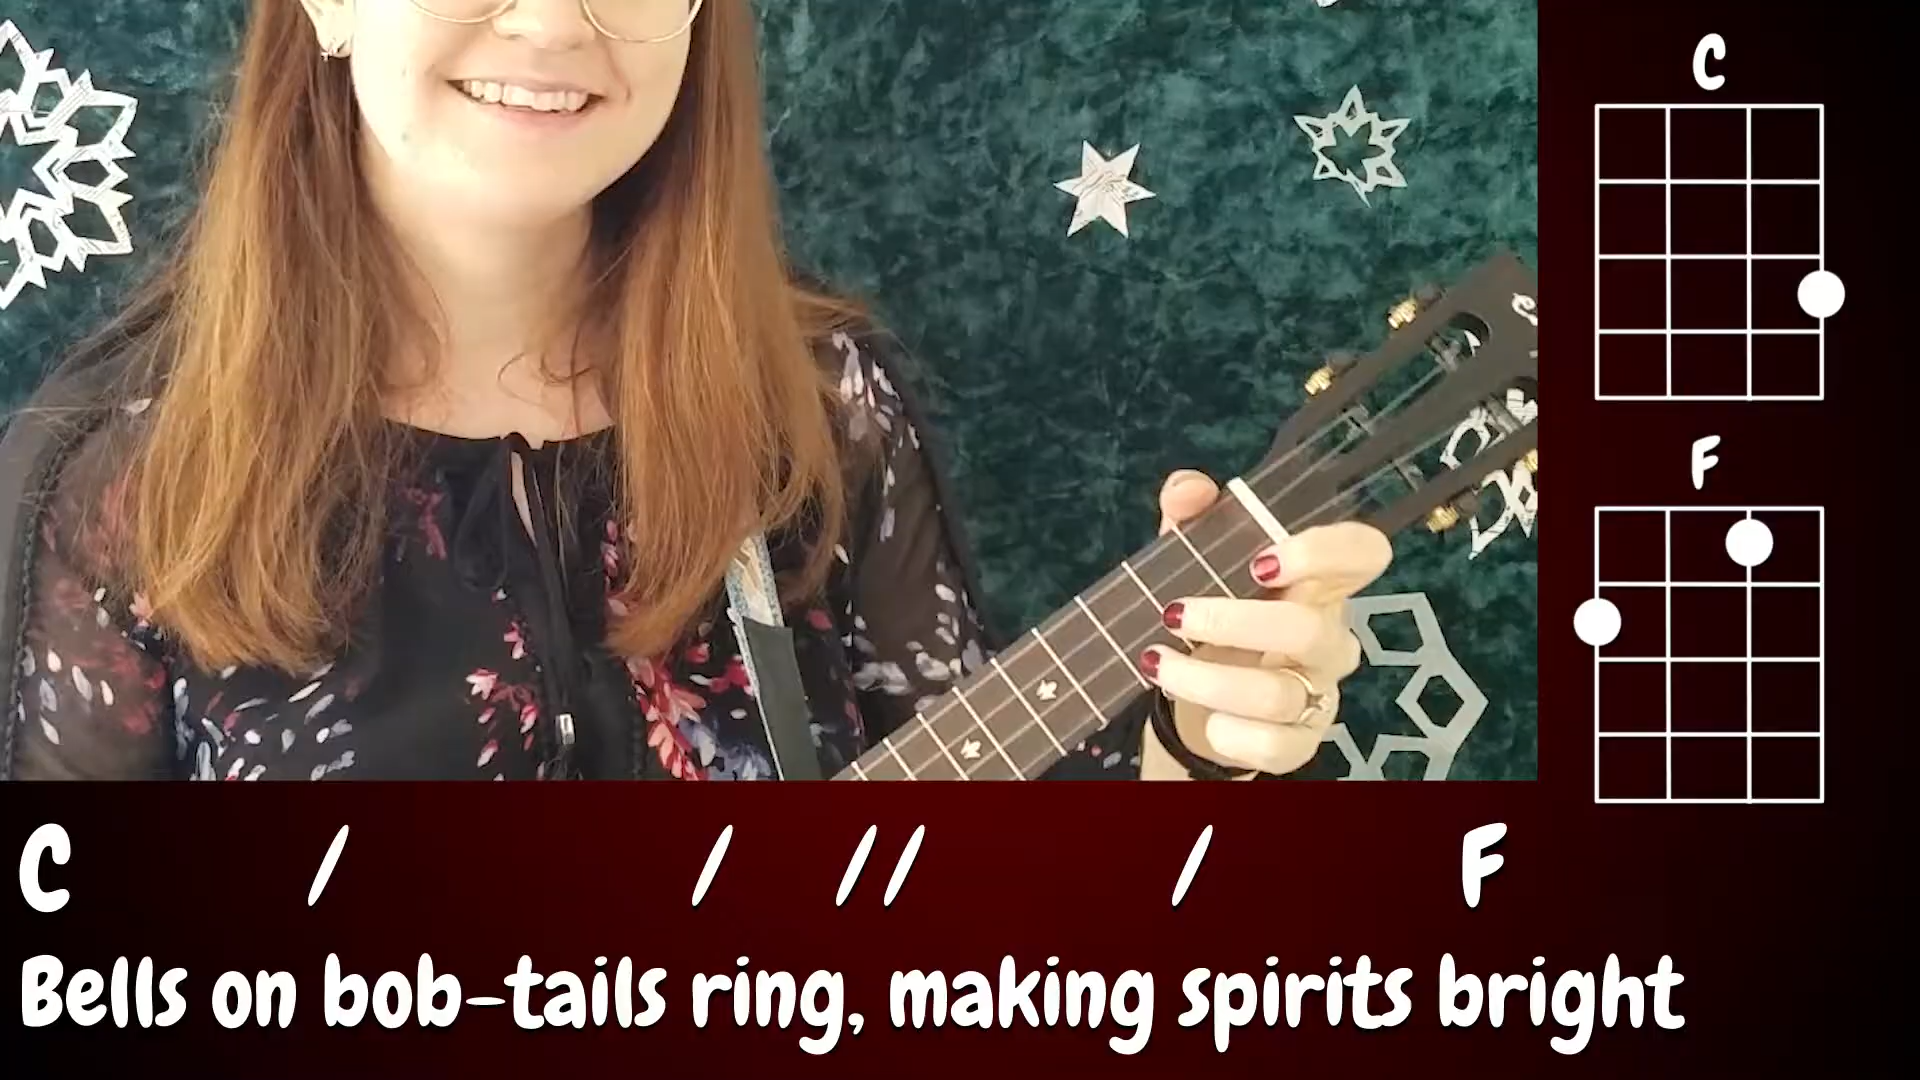 C
F
C / / // / F
Bells on bob-tails ring, making spirits bright